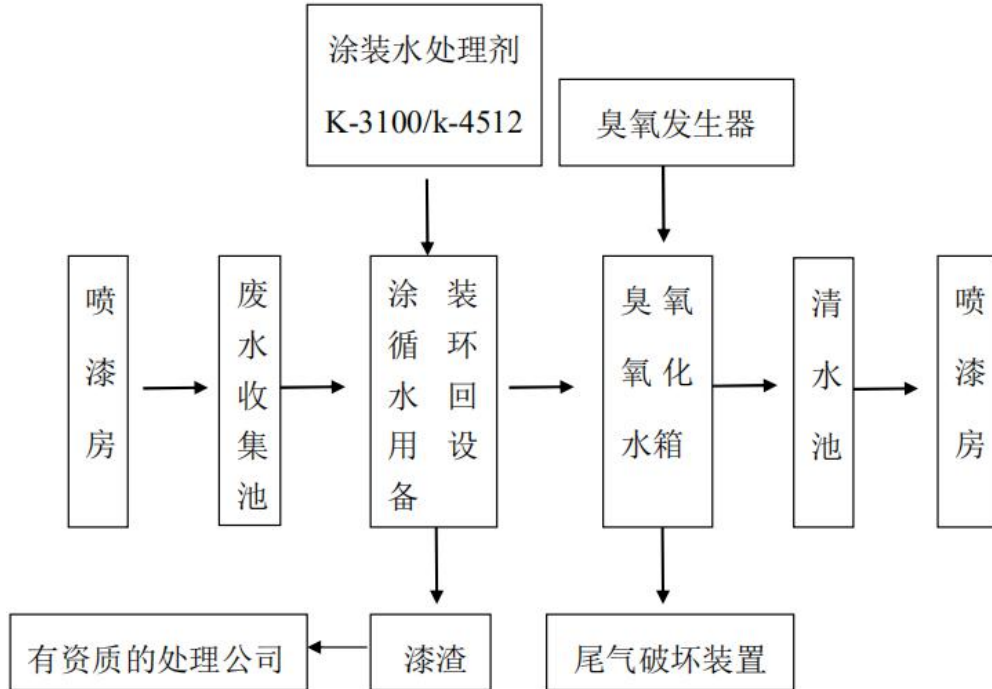 涂装水处理剂
K-3100/k-4512
臭氧发生器
喷
漆
房
废
水
收
集
池
涂 装
循 环
水 回
用 设
备
臭 氧
氧 化
水箱
清
水
池
喷
漆
房
有资质的处理公司
漆渣
尾气破坏装置